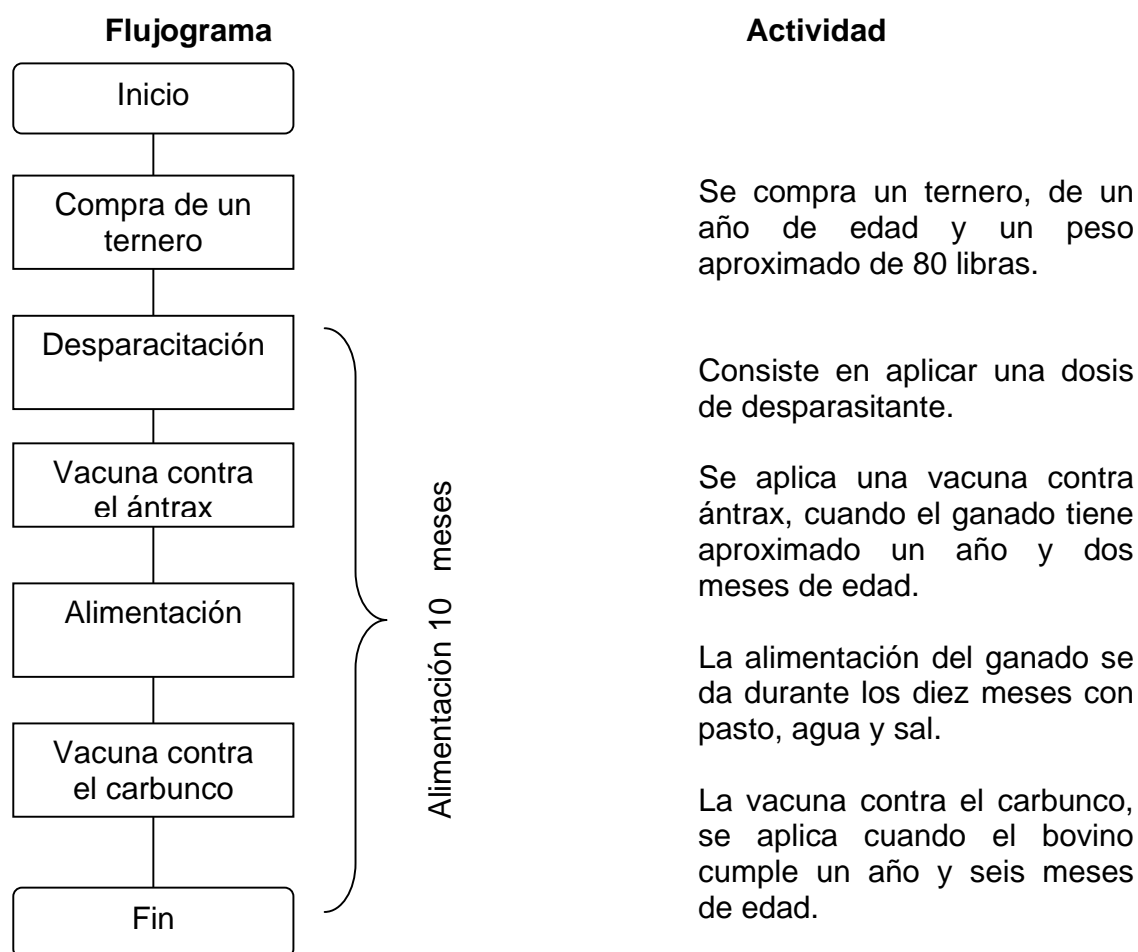 Flujograma
Actividad
Inicio
Compra de un
ternero
Se compra un ternero, de un
año de edad y un peso
aproximado de 80 libras.
Desparacitación
Consiste en aplicar una dosis
de desparasitante.
Vacuna contra
el ántrax
Se aplica una vacuna contra
ántrax, cuando el ganado tiene
aproximado un año y dos
meses de edad.
Alimentación
La alimentación del ganado se
da durante los diez meses con
pasto, agua y sal.
Vacuna contra
el carbunco
La vacuna contra el carbunco,
se aplica cuando el bovino
cumple un año y seis meses
de edad.
Fin
Alimentación 10 meses